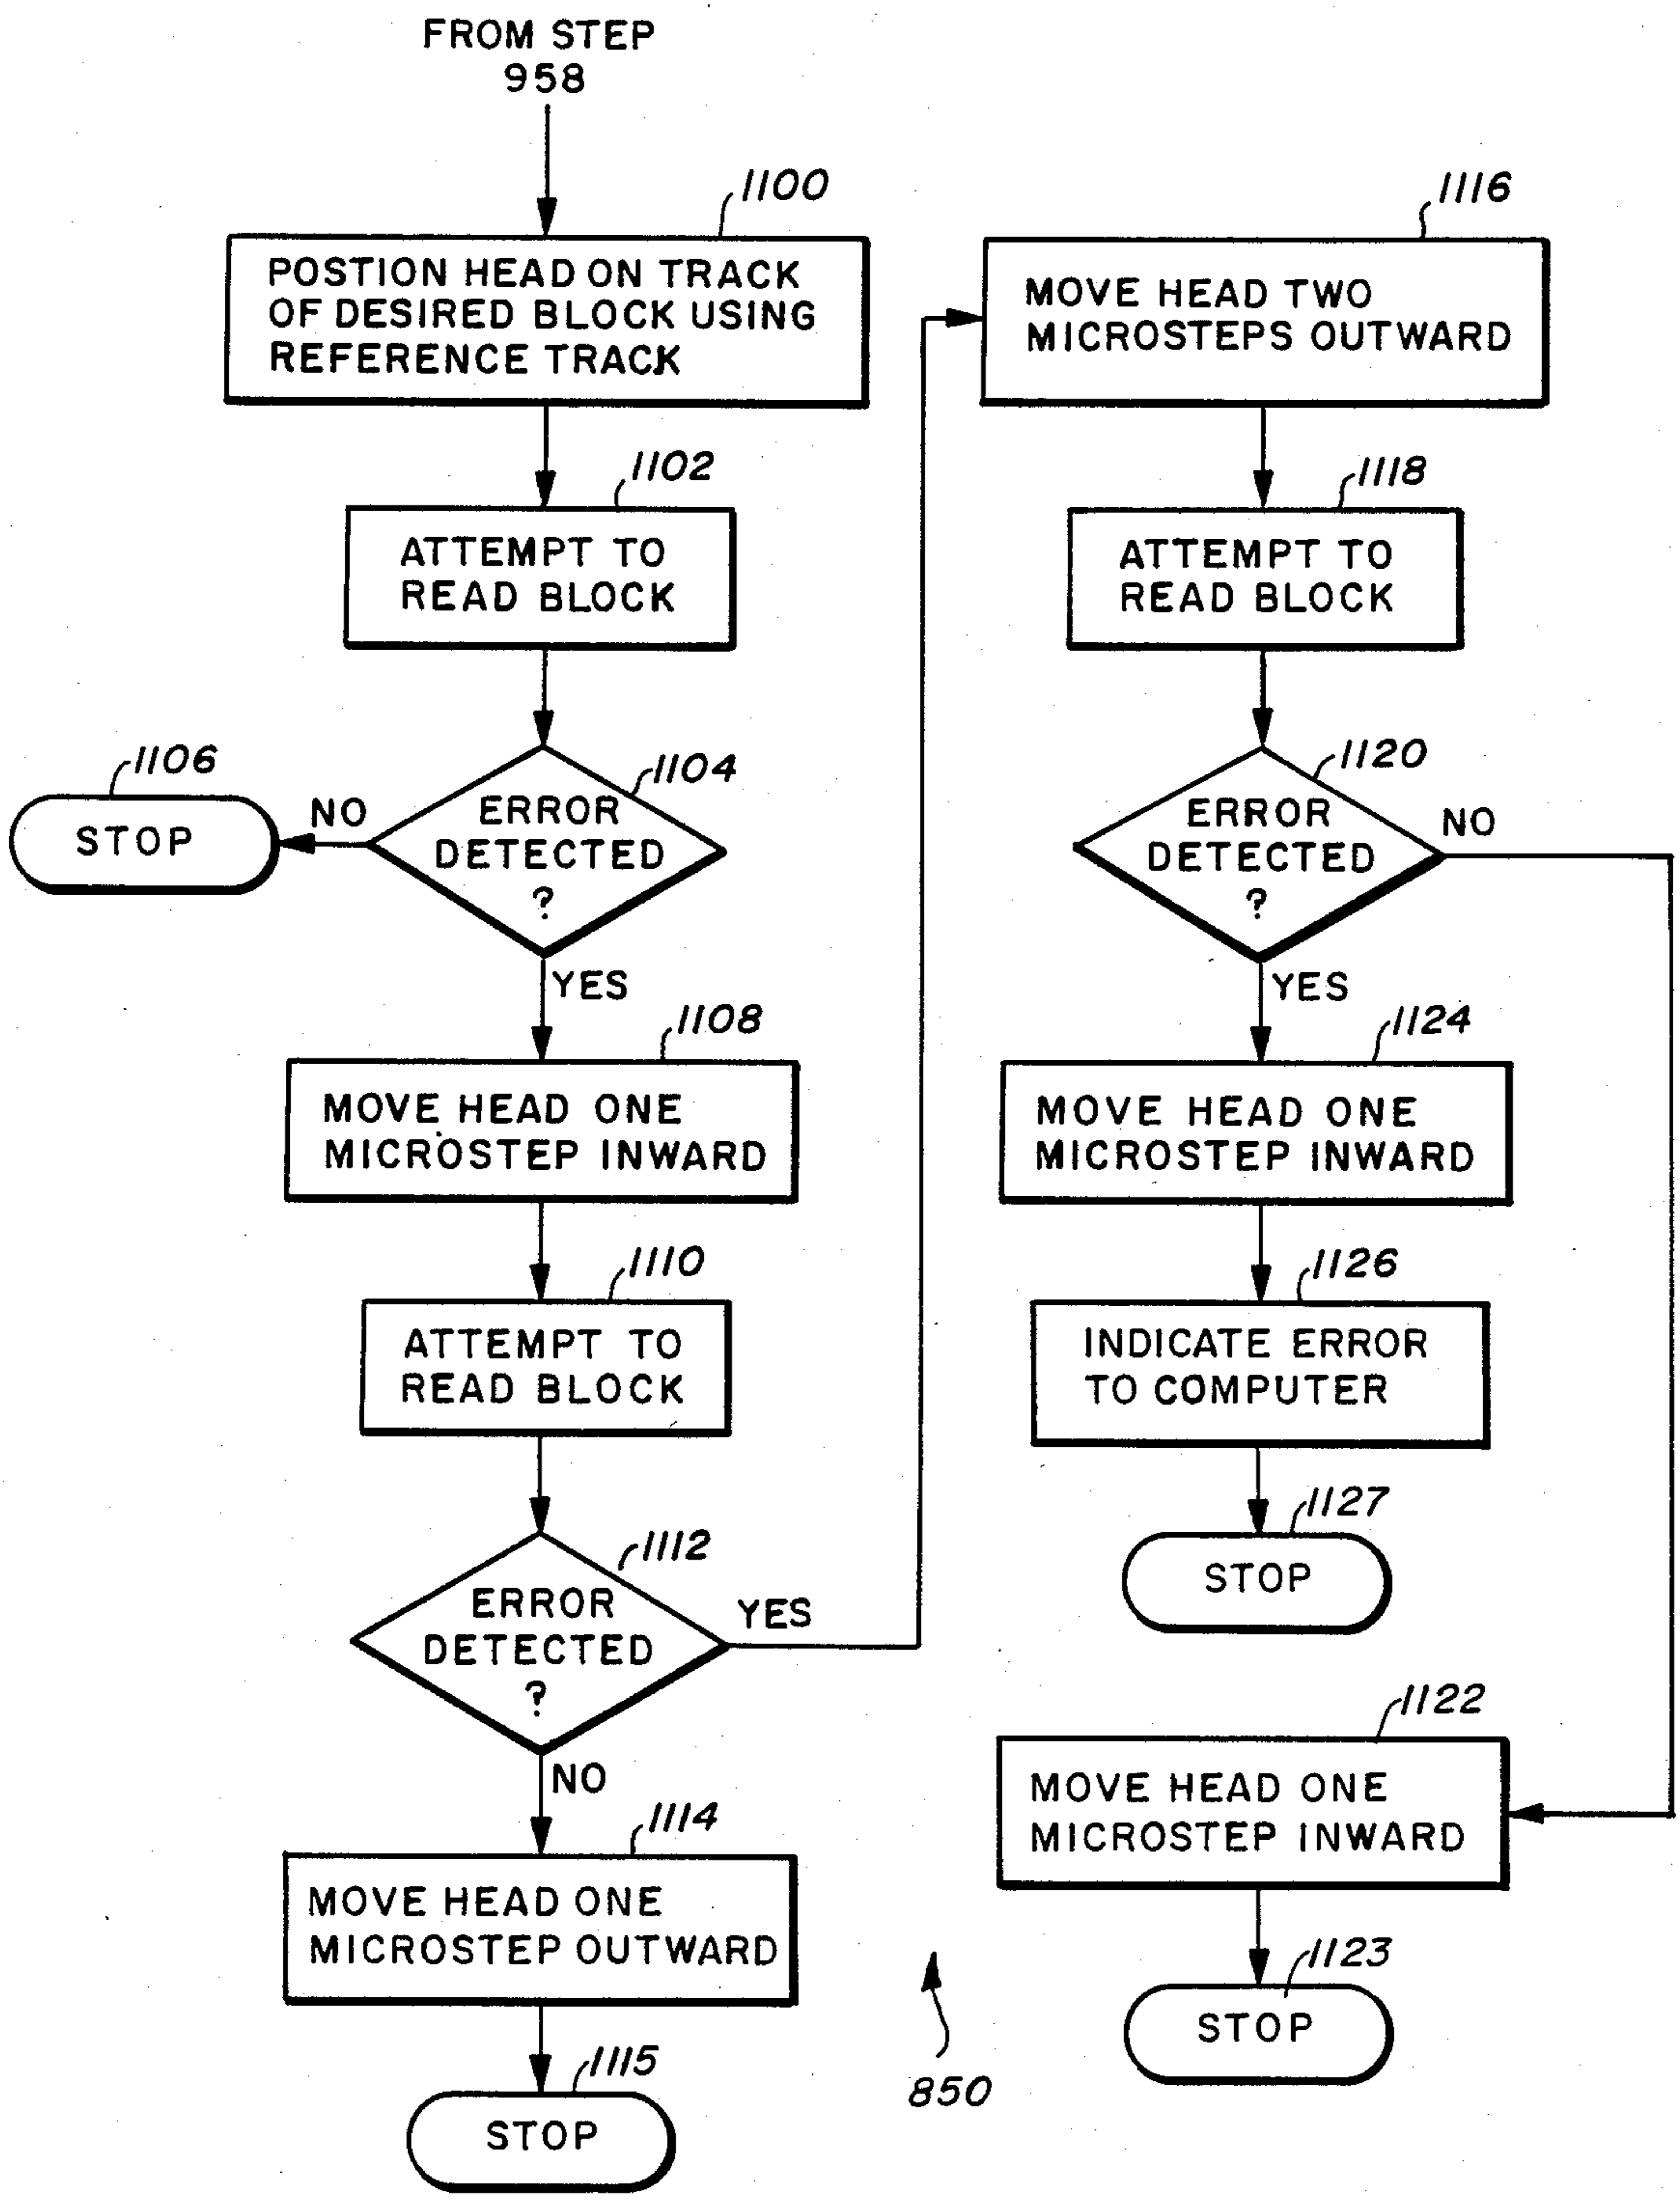 FROM STEP
958
1100
POSTION HEAD ON TRACK
OF DESIRED BLOCK USING
REFERENCE TRACK
1102
ATTEMPT TO
READ BLOCK
1104
ERROR
DETECTED
?
NO
1106
STOP
YES
1108
MOVE HEAD ONE
MICROSTEP INWARD
1110
ATTEMPT TO
READ BLOCK
1112
ERROR
DETECTED
?
YES
NO
1114
MOVE HEAD ONE
MICROSTEP OUTWARD
1115
STOP
1116
MOVE HEAD TWO
MICROSTEPS OUTWARD
1118
ATTEMPT TO
READ BLOCK
1120
ERROR
DETECTED
?
NO
YES
1124
MOVE HEAD ONE
MICROSTEP INWARD
1126
INDICATE ERROR
TO COMPUTER
1127
STOP
1122
MOVE HEAD ONE
MICROSTEP INWARD
1123
STOP
850